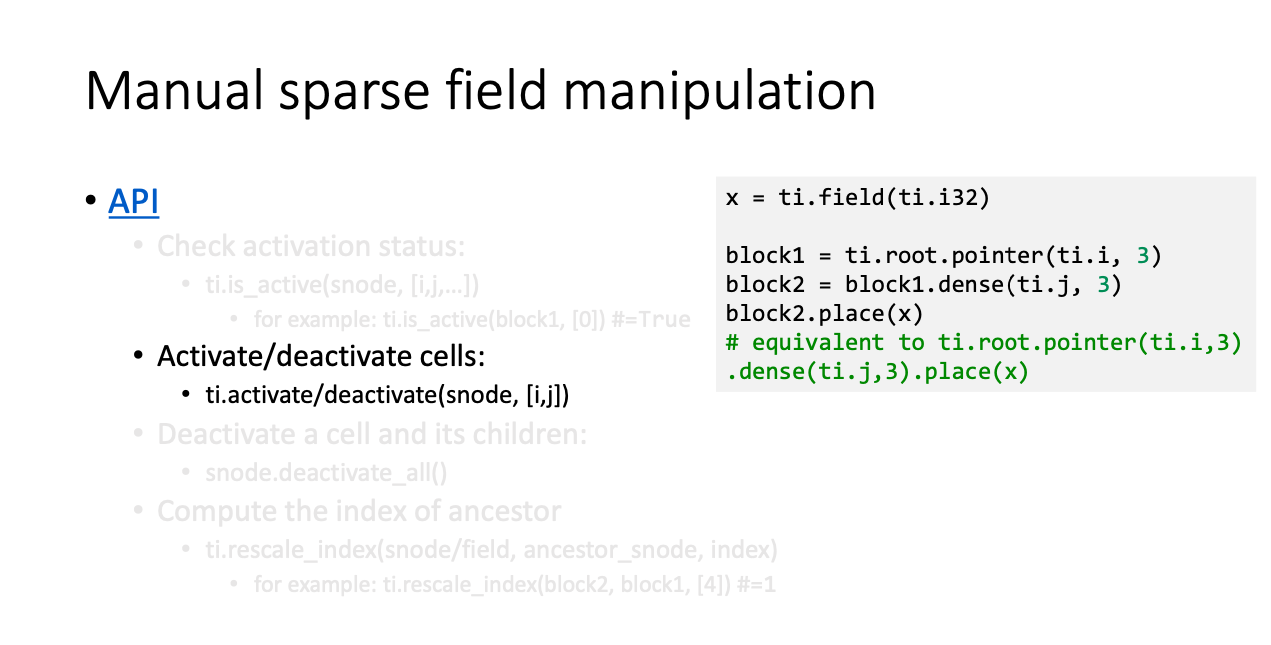 Manual sparse field manipulation
• API
• Check activation status:
• ti.is_active(snode, [i,j,...])
• for example: ti.is_active(block1, [0]) #=True
• Activate/deactivate cells:
• ti.activate/deactivate(snode, [i,j])
• Deactivate a cell and its children:
• snode.deactivate_all()
• Compute the index of ancestor
• ti.rescale_index(snode/field, ancestor_snode, index)
• for example: ti.rescale_index(block2, block1, [4]) #=1
x = ti.field(ti.i32)
block1 = ti.root.pointer(ti.i, 3)
block2 = block1.dense(ti.j, 3)
block2.place(x)
# equivalent to ti.root.pointer(ti.i,3)
.dense(ti.j,3).place(x)